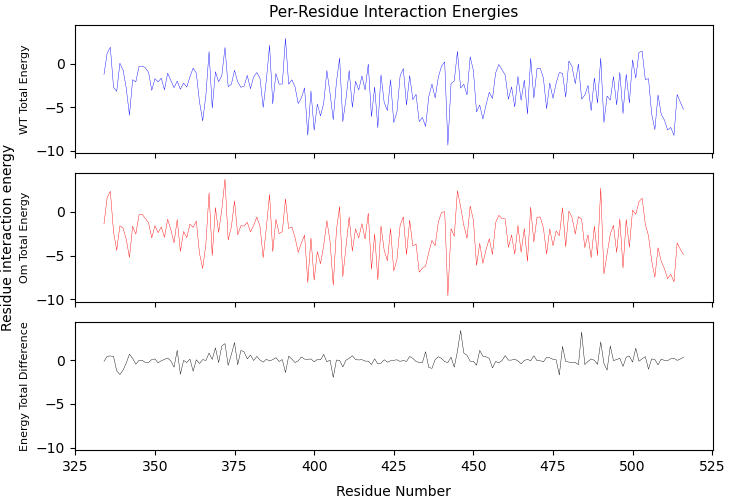 Per-Residue Interaction Energies
Residue interaction energy
WT Total Energy
0
−5
−10
Om Total Energy
0
−5
−10
Energy Total Difference
0
−5
−10
325 350 375 400 425 450 475 500 525
Residue Number